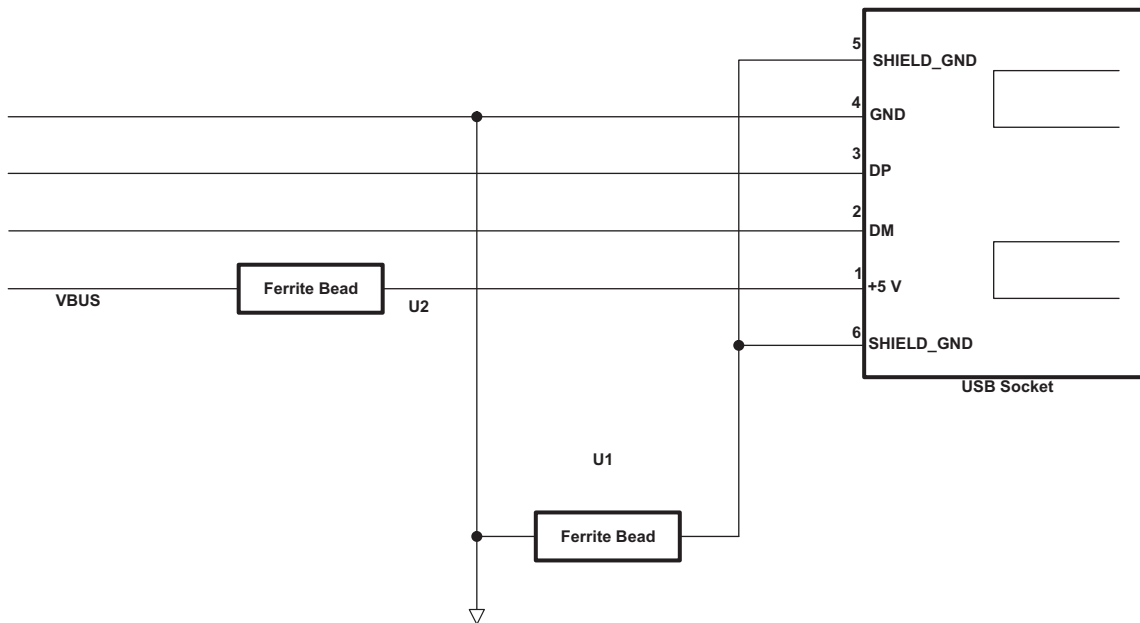 5
SHIELD_GND
4
GND
3
DP
2
DM
1
+5 V
Ferrite Bead
VBUS
U2
6
SHIELD_GND
USB Socket
U1
Ferrite Bead